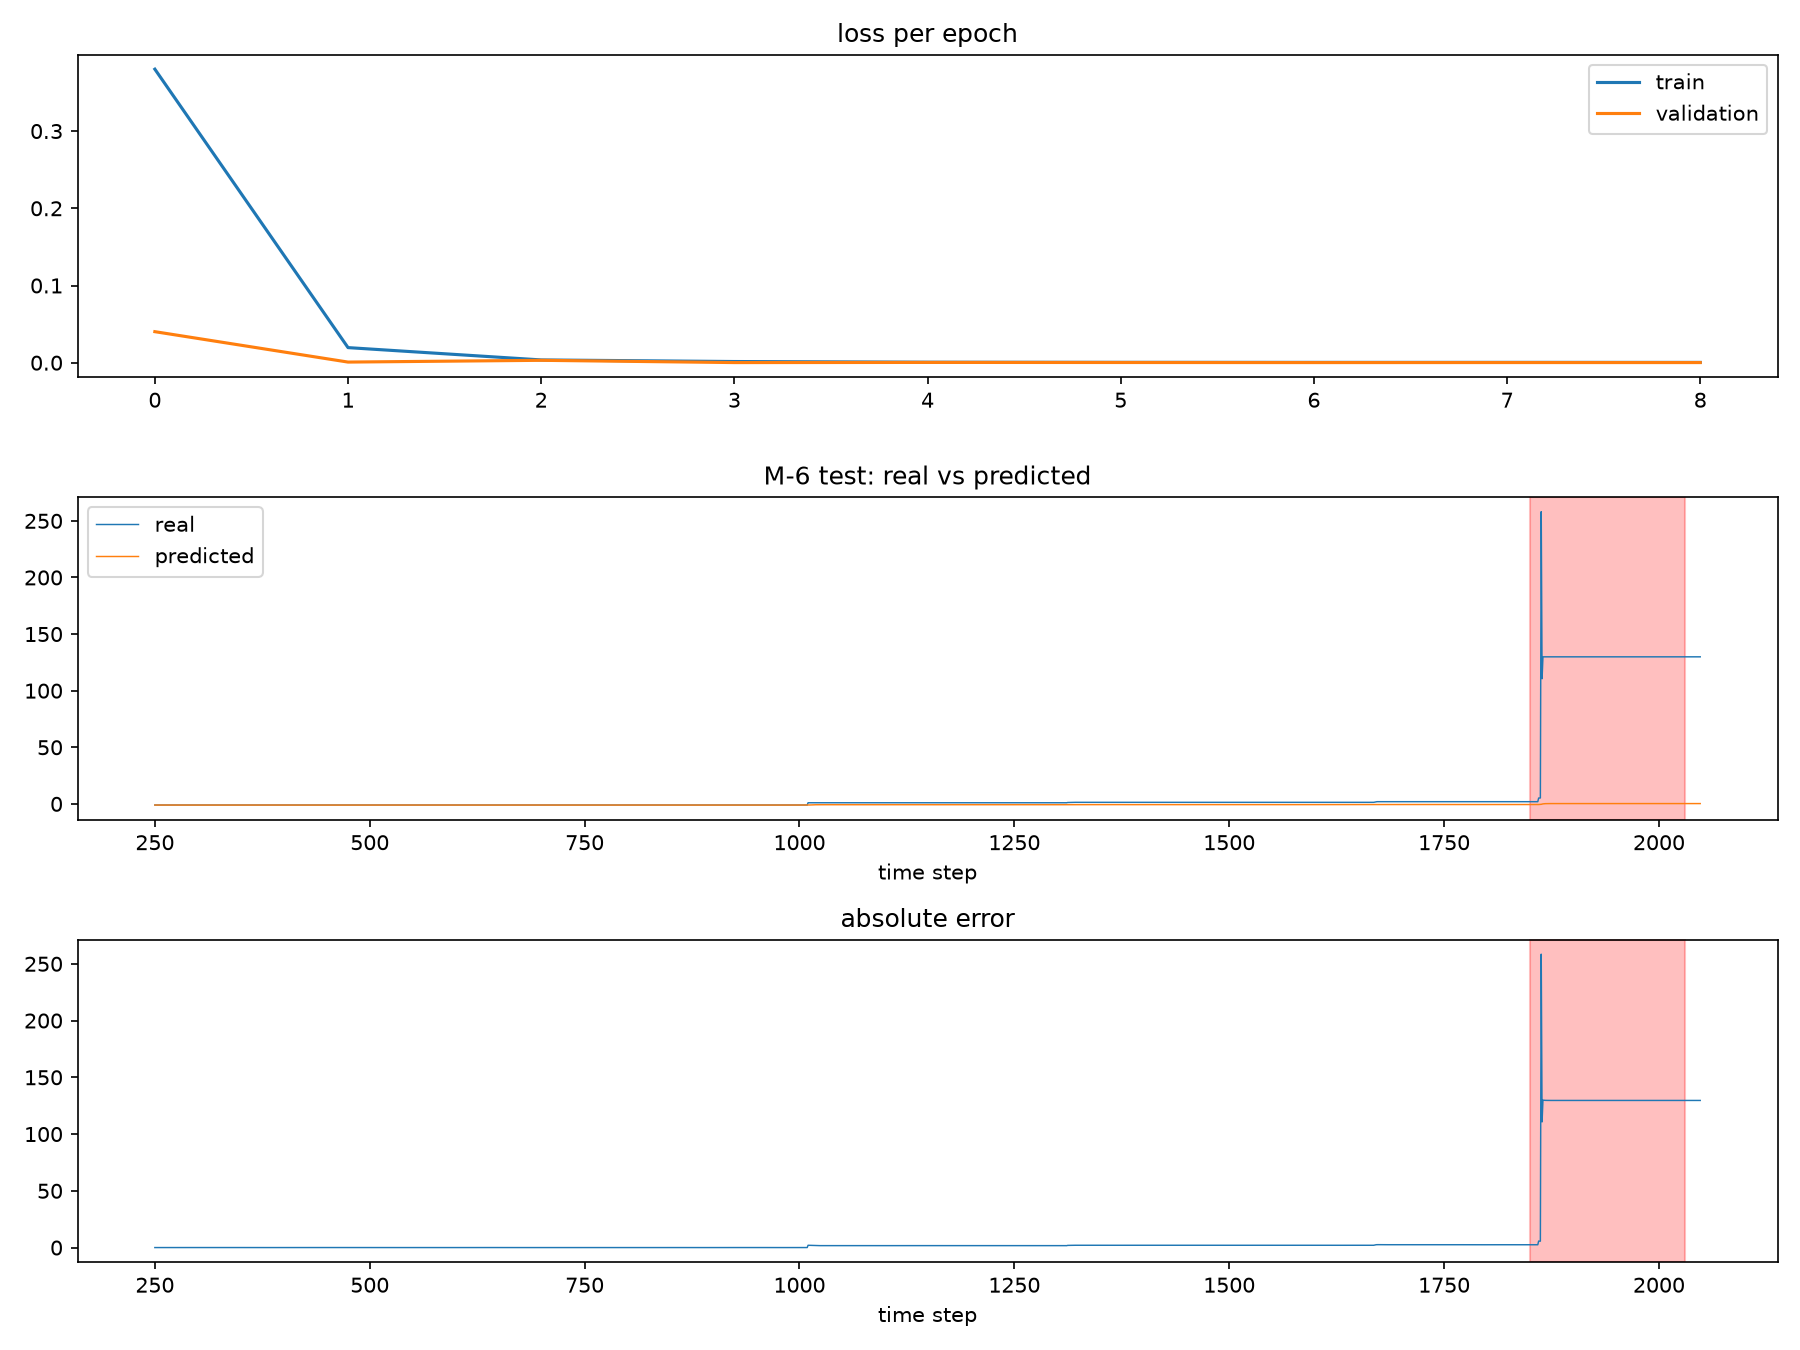 loss per epoch
train
validation
0.3
0.2
0.1
0.0
0 1 2 3 4 5 6 7 8
M-6 test: real vs predicted
real
predicted
250
200
150
100
50
0
250 500 750 1000 1250 1500 1750 2000
time step
absolute error
250
200
150
100
50
0
250 500 750 1000 1250 1500 1750 2000
time step